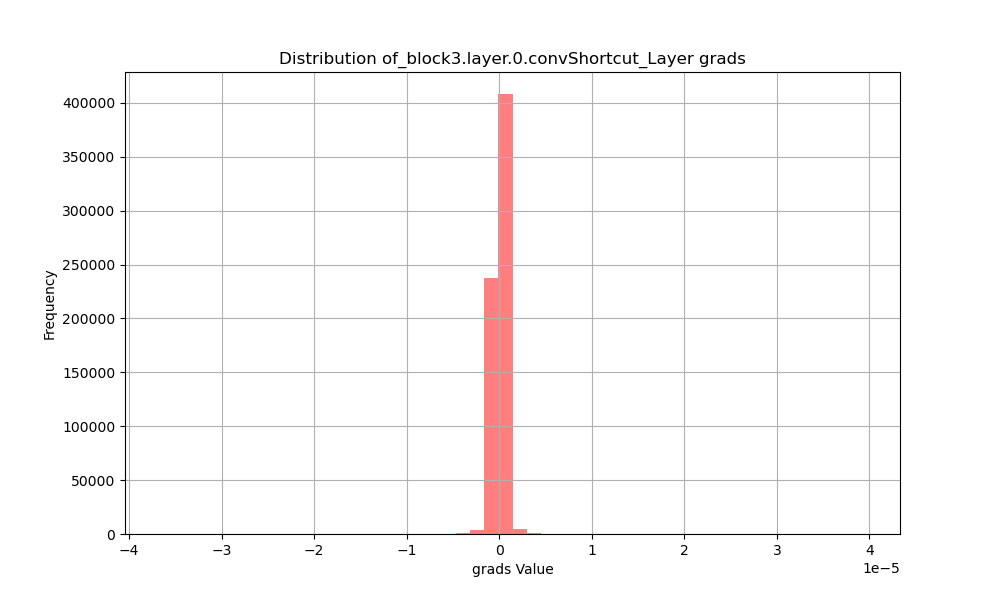 Distribution of_block3.layer.0.convShortcut_Layer grads
400000
350000
300000
250000
200000
150000
100000
50000
0
Frequency
−4 −3 −2 −1 0 1 2 3 4
1e−5
grads Value